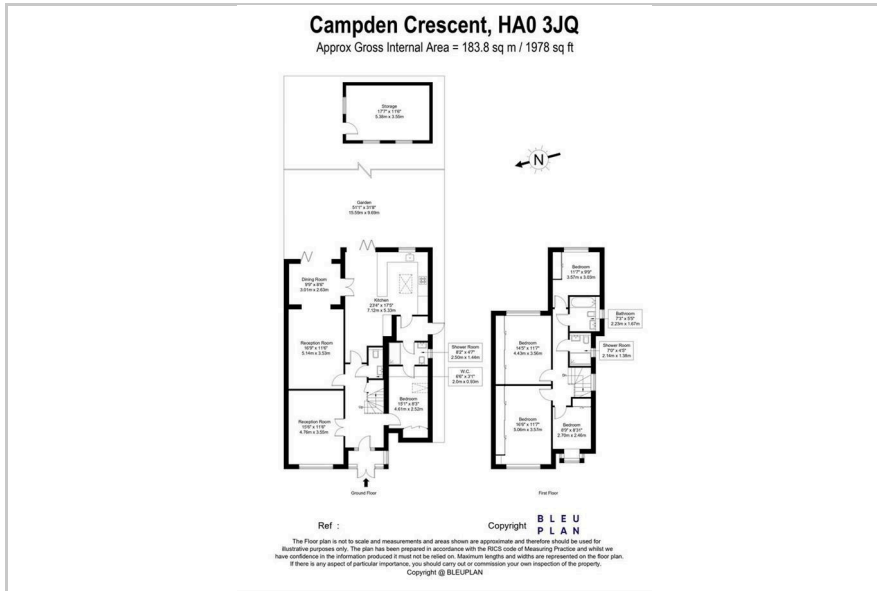 Campden Crescent, HA0 3JQ
Approx Gross Internal Area = 183.8 sq m / 1978 sq ft
Storage
17'7" x 11'6"
5.36m x 3.50m
N
Garden
51'1" x 31'8"
15.59m x 9.69m
Dining Room
9'9" x 8'8"
3.01m x 2.63m
Kitchen
23'4" x 17'5"
7.12m x 5.33m
Reception Room
16'9" x 11'6"
5.14m x 3.53m
Shower Room
8'2" x 4'7"
2.50m x 1.44m
W.C.
6'6" x 3'1"
2.0m x 0.93m
Bedroom
15'1" x 8'3"
4.61m x 2.52m
Reception Room
15'6" x 11'8"
4.76m x 3.55m
Ground Floor
Bedroom
11'7" x 9'9"
3.57m x 3.03m
Bathroom
7'3" x 5'5"
2.23m x 1.67m
Shower Room
7'0" x 4'5"
2.14m x 1.38m
Bedroom
14'5" x 11'7"
4.43m x 3.56m
Bedroom
16'6" x 11'7"
5.06m x 3.57m
Bedroom
2.70m x 2.46m
First Floor
Ref :
Copyright
BLEU
PLAN
The Floor plan is not to scale and measurements and areas shown are approximate and therefore should be used for
illustrative purposes only. The plan has been prepared in accordance with the RICS code of Measuring Practice and whilst we
have confidence in the information produced it must not be relied on. Maximum lengths and widths are represented on the floor plan.
If there is any aspect of particular importance, you should carry out or commission your own inspection of the property.
Copyright @ BLEUPLAN